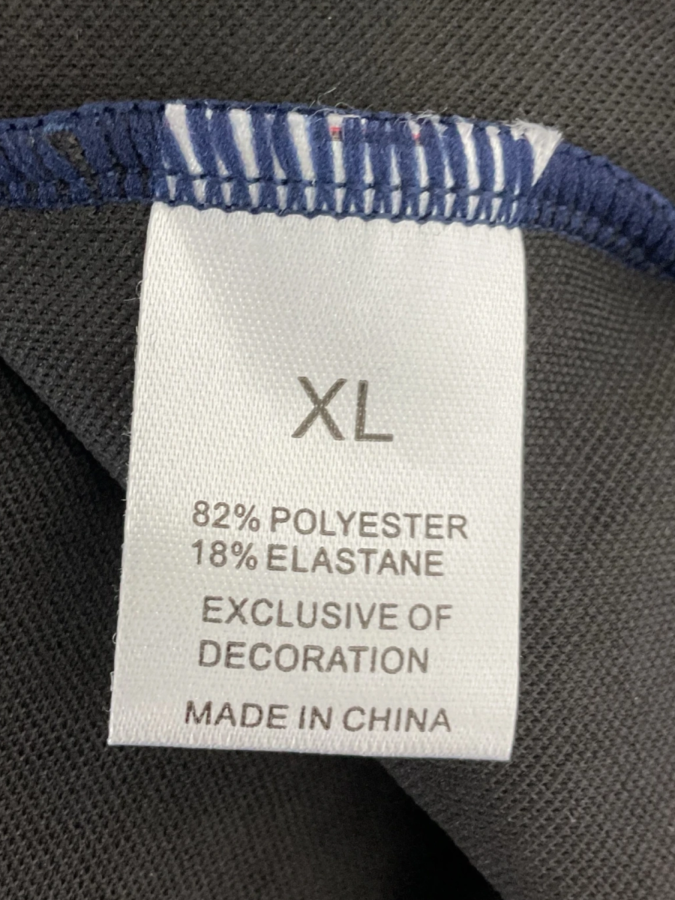 XL
82% POLYESTER
18% ELASTANE
EXCLUSIVE OF
DECORATION
MADE IN CHINA